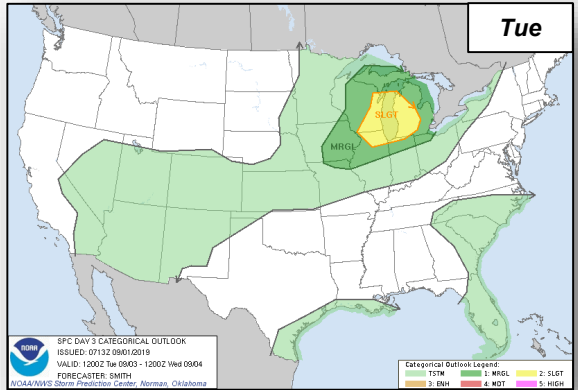 Tue
SLGT
MRGL
NOAA
SPC DAY 3 CATEGORICAL OUTLOOK
ISSUED: 0713Z 09/01/2019
VALID: 1200Z Tue 09/03 - 1200Z Wed 09/04
FORECASTER: SMITH
NOAA/NWS Storm Prediction Center, Norman, Oklahoma
Categorical Outlook Legend:
TSTM 1: MRGL 2: SLGT
3: ENH 4: MDT 5: HIGH